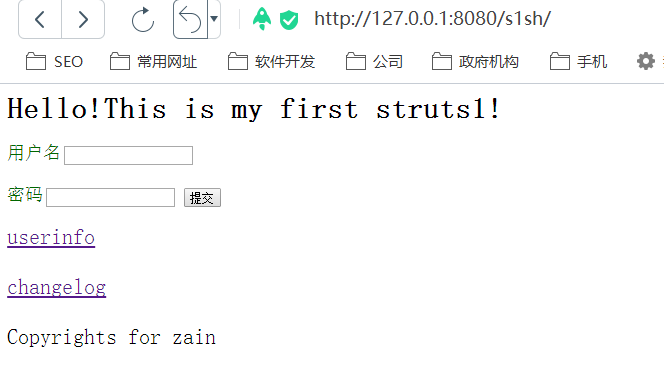 http://127.0.0.1:8080/s1sh/
SEO 常用网址 软件开发 公司 政府机构 手机
Hello!This is my first struts1!
用户名
密码 提交
userinfo
changelog
Copyrights for zain